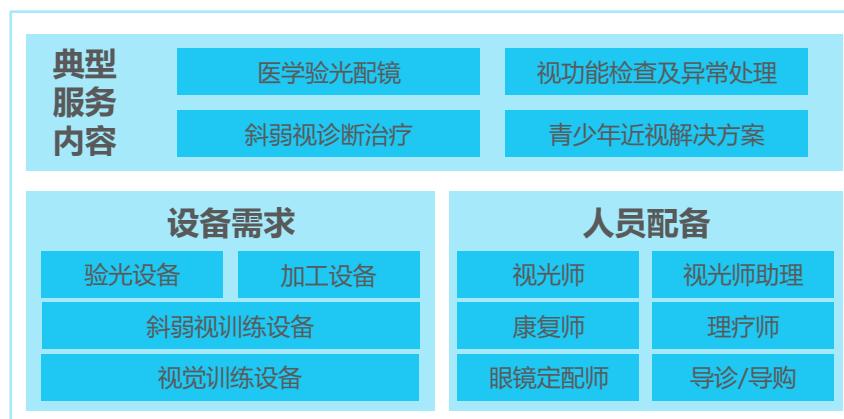 典型
服务
内容
医学验光配镜
视功能检查及异常处理
斜弱视诊断治疗
青少年近视解决方案
设备需求
验光设备
加工设备
斜弱视训练设备
视觉训练设备
人员配备
视光师
视光师助理
康复师
理疗师
眼镜定配师
导诊/导购